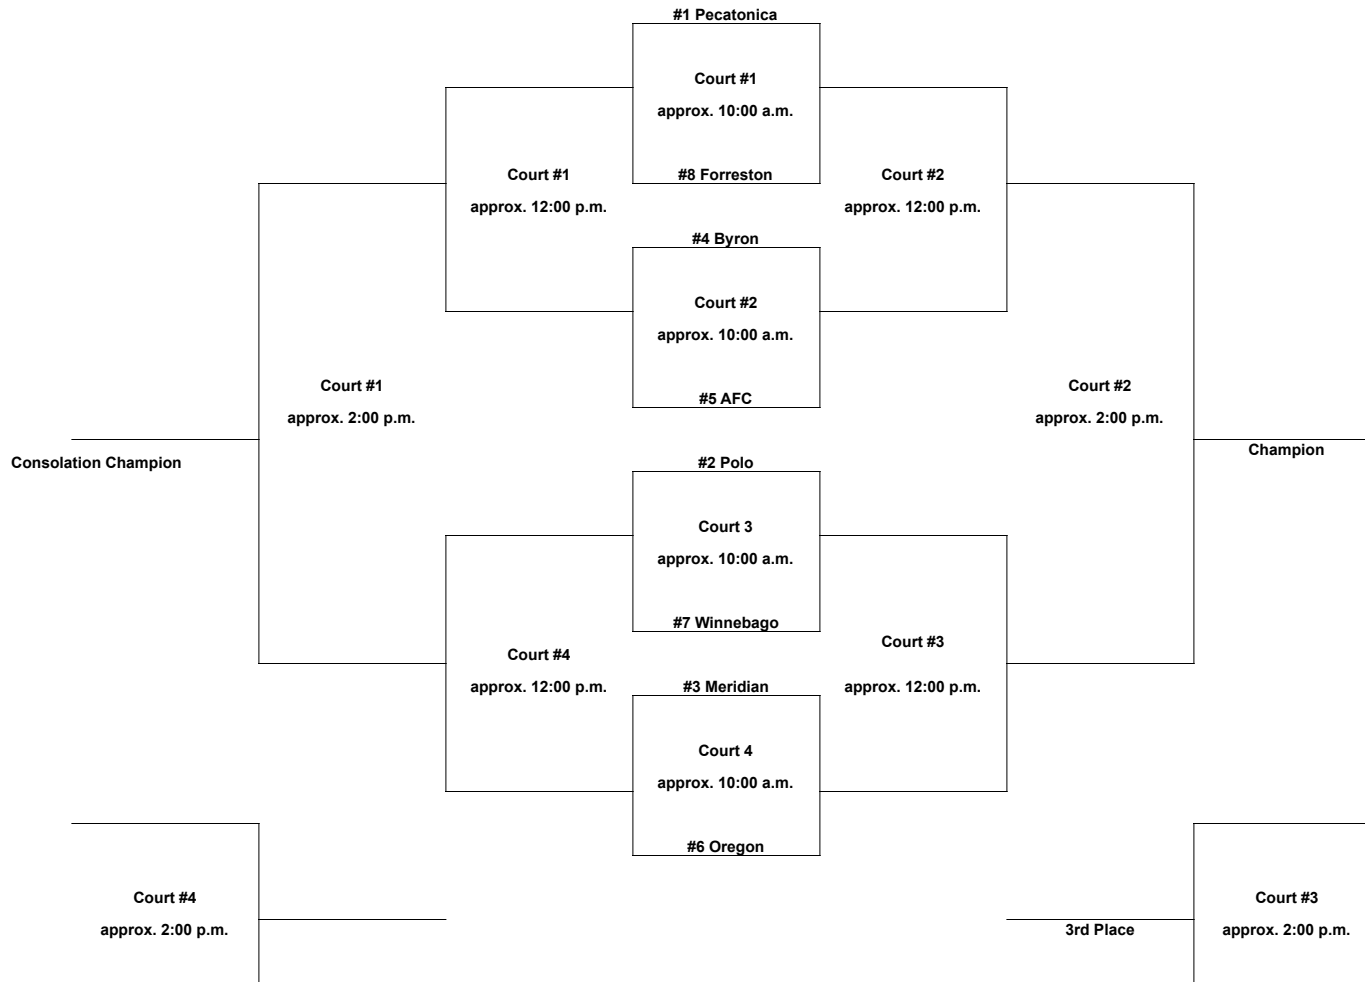 #1 Pecatonica
Court #1
approx. 10:00 a.m.
#8 Forreston
Court #1
approx. 12:00 p.m.
Court #2
approx. 12:00 p.m.
#4 Byron
Court #2
approx. 10:00 a.m.
#5 AFC
Court #1
approx. 2:00 p.m.
Court #2
approx. 2:00 p.m.
Consolation Champion
Champion
#2 Polo
Court 3
approx. 10:00 a.m.
#7 Winnebago
Court #4
approx. 12:00 p.m.
Court #3
approx. 12:00 p.m.
#3 Meridian
Court 4
approx. 10:00 a.m.
#6 Oregon
Court #4
approx. 2:00 p.m.
3rd Place
Court #3
approx. 2:00 p.m.